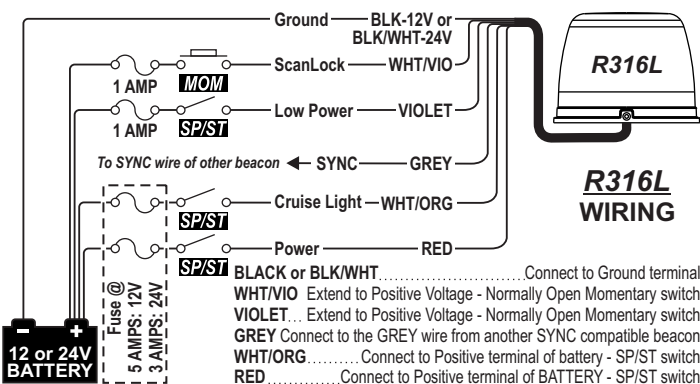 Ground BLK-12V or
BLK/WHT-24V
ScanLock WHT/VIO
1 AMP MOM
Low Power VIOLET
1 AMP SP/ST
To SYNC wire of other beacon SYNC GREY
Cruise Light WHT/ORG
SP/ST
Power RED
SP/ST
Fuse @
5 AMPS: 12V
3 AMPS: 24V
- +
12 or 24V
BATTERY
R316L
R316L
WIRING
BLACK or BLK/WHT..............................Connect to Ground terminal
WHT/VIO Extend to Positive Voltage - Normally Open Momentary switch
VIOLET... Extend to Positive Voltage - Normally Open Momentary switch
GREY Connect to the GREY wire from another SYNC compatible beacon
WHT/ORG..........Connect to Positive terminal of battery - SP/ST switch
RED...............Connect to Positive terminal of BATTERY - SP/ST switch